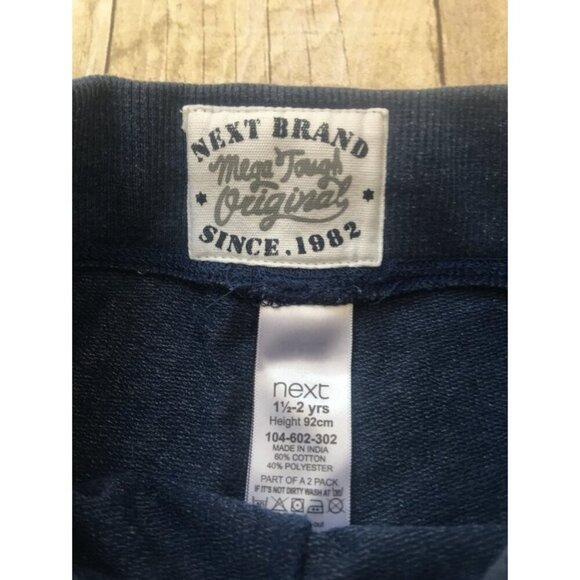 NEXT BRAND
Mega Tough
Original
SINCE. 1982
next
1½-2 yrs
Height 92cm
104-602-302
MADE IN INDIA
60% COTTON
40% POLYESTER
PART OF A 2 PACK
IF IT'S NOT DIRTY WASH AT 30